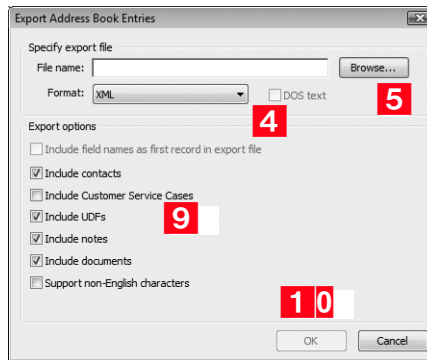 Export Address Book Entries
Specify export file
File name:
Browse...
Format: XML
DOS text
4
5
Export options
Include field names as first record in export file
Include contacts
Include Customer Service Cases
Include UDFs
9
Include notes
Include documents
Support non-English characters
1 0
OK
Cancel